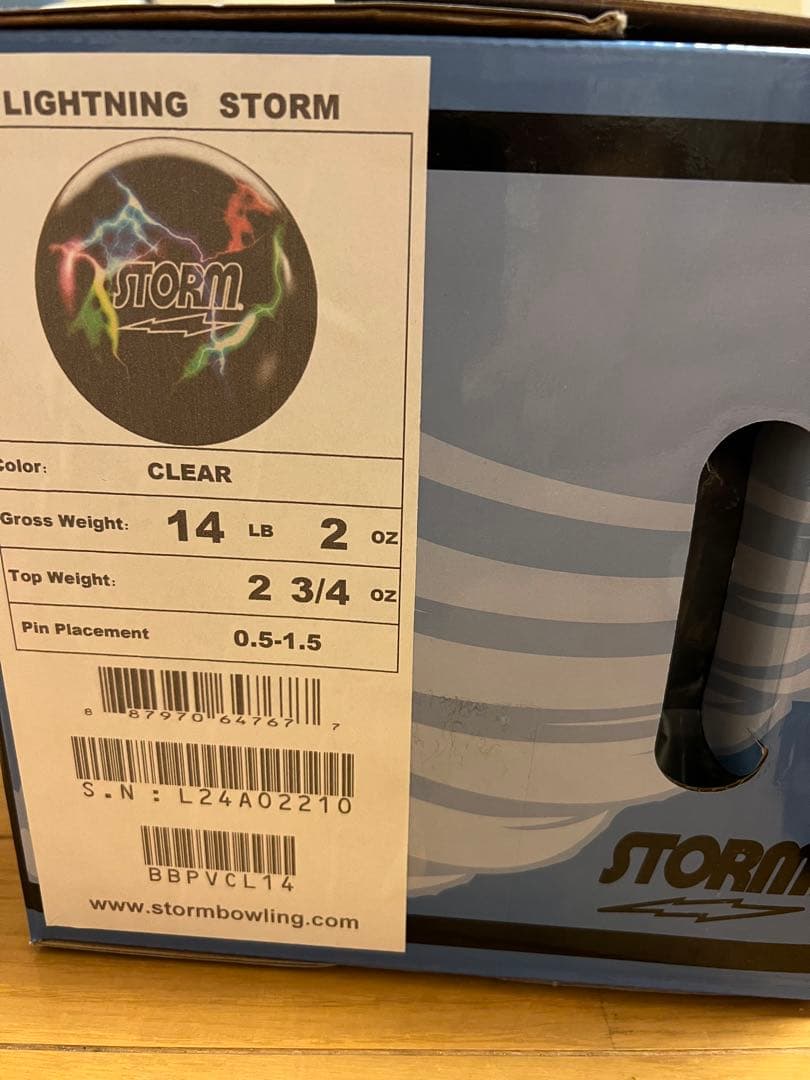 LIGHTNING STORM
STORM
Color: CLEAR
Gross Weight: 14 LB 2 OZ
Top Weight: 2 3/4 OZ
Pin Placement 0.5-1.5
8 87970 64767 7
S.N : L24A02210
BBPVCL14
www.stormbowling.com
STORM